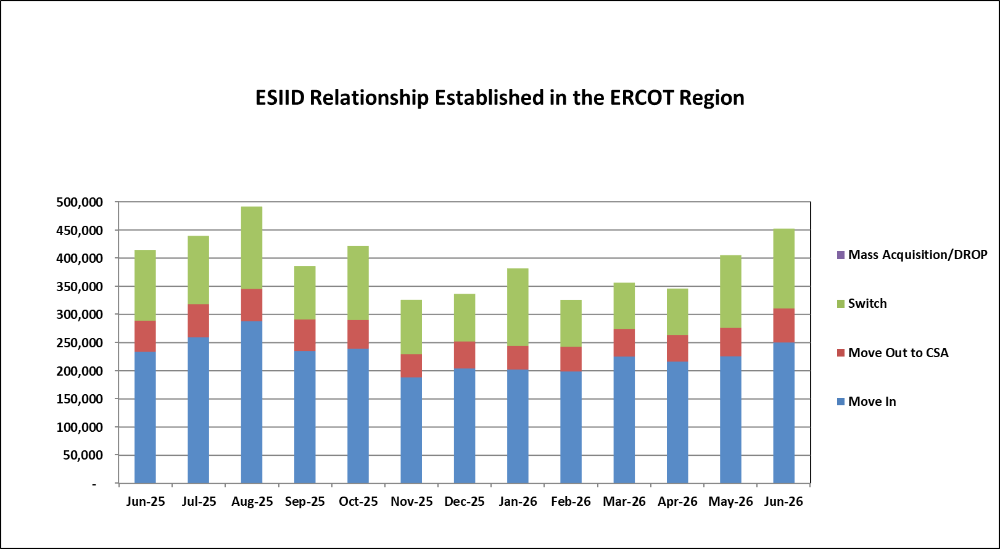 ESIID Relationship Established in the ERCOT Region
500,000
450,000
400,000
350,000
300,000
250,000
200,000
150,000
100,000
50,000
-
Jun-25 Jul-25 Aug-25 Sep-25 Oct-25 Nov-25 Dec-25 Jan-26 Feb-26 Mar-26 Apr-26 May-26 Jun-26
Mass Acquisition/DROP
Switch
Move Out to CSA
Move In